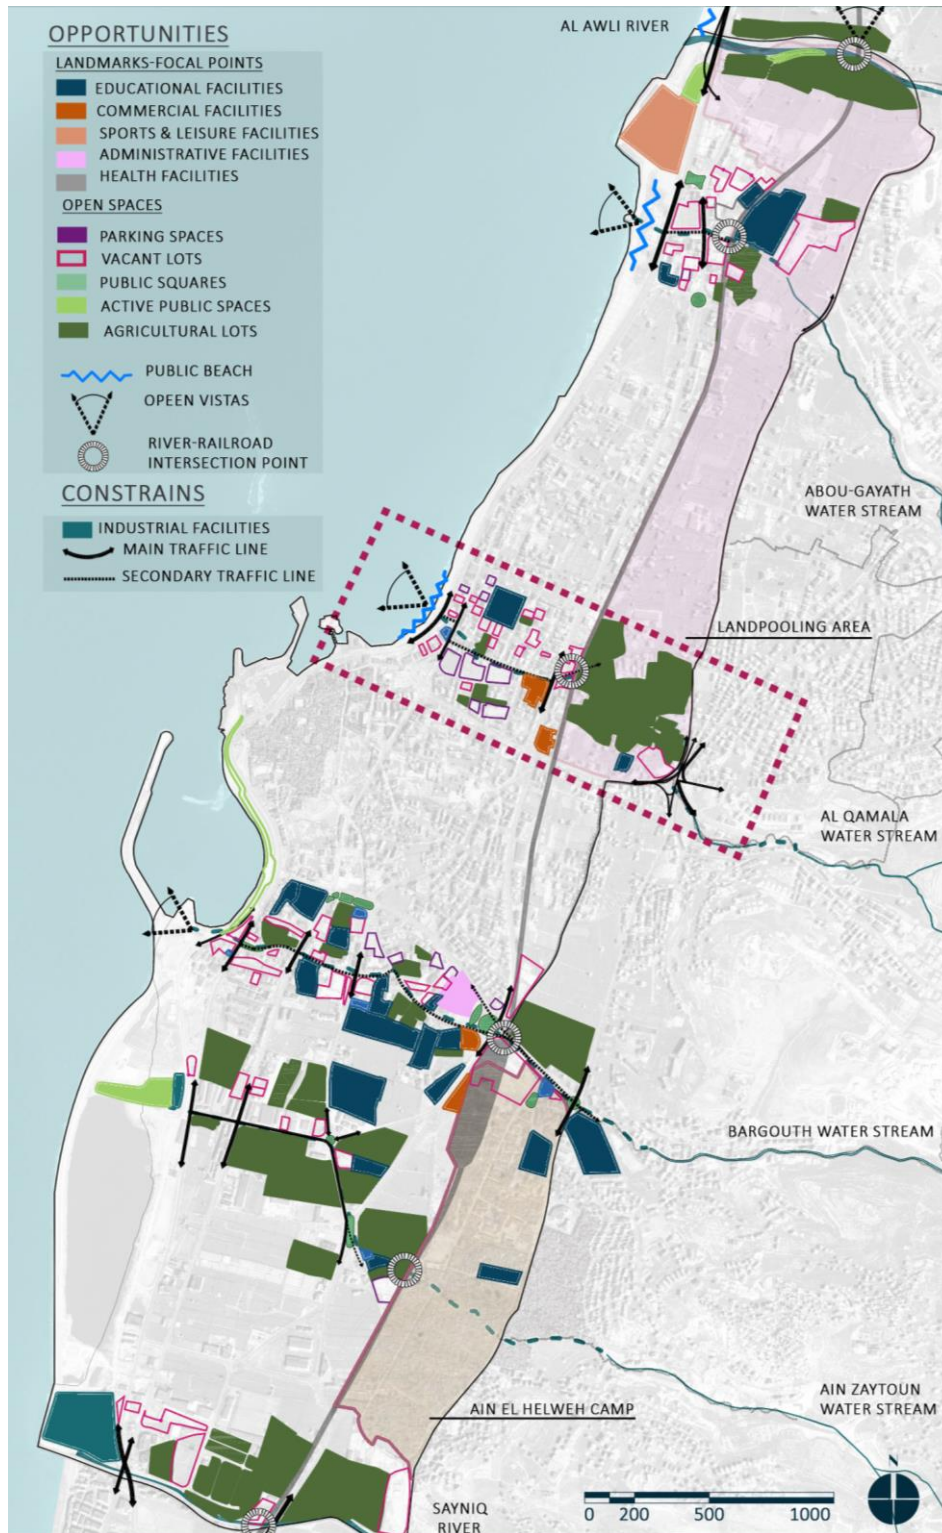 OPPORTUNITIES
LANDMARKS-FOCAL POINTS
EDUCATIONAL FACILITIES
COMMERCIAL FACILITIES
SPORTS & LEISURE FACILITIES
ADMINISTRATIVE FACILITIES
HEALTH FACILITIES
OPEN SPACES
PARKING SPACES
VACANT LOTS
PUBLIC SQUARES
ACTIVE PUBLIC SPACES
AGRICULTURAL LOTS
PUBLIC BEACH
OPEEN VISTAS
RIVER-RAILROAD
INTERSECTION POINT
CONSTRAINS
INDUSTRIAL FACILITIES
MAIN TRAFFIC LINE
SECONDARY TRAFFIC LINE
AL AWLI RIVER
ABOU-GAYATH
WATER STREAM
LANDPOOLING AREA
AL QAMALA
WATER STREAM
BARGOUTH WATER STREAM
AIN ZAYTOUN
WATER STREAM
AIN EL HELWEH CAMP
SAYNIQ
RIVER
N
0 200 500 1000